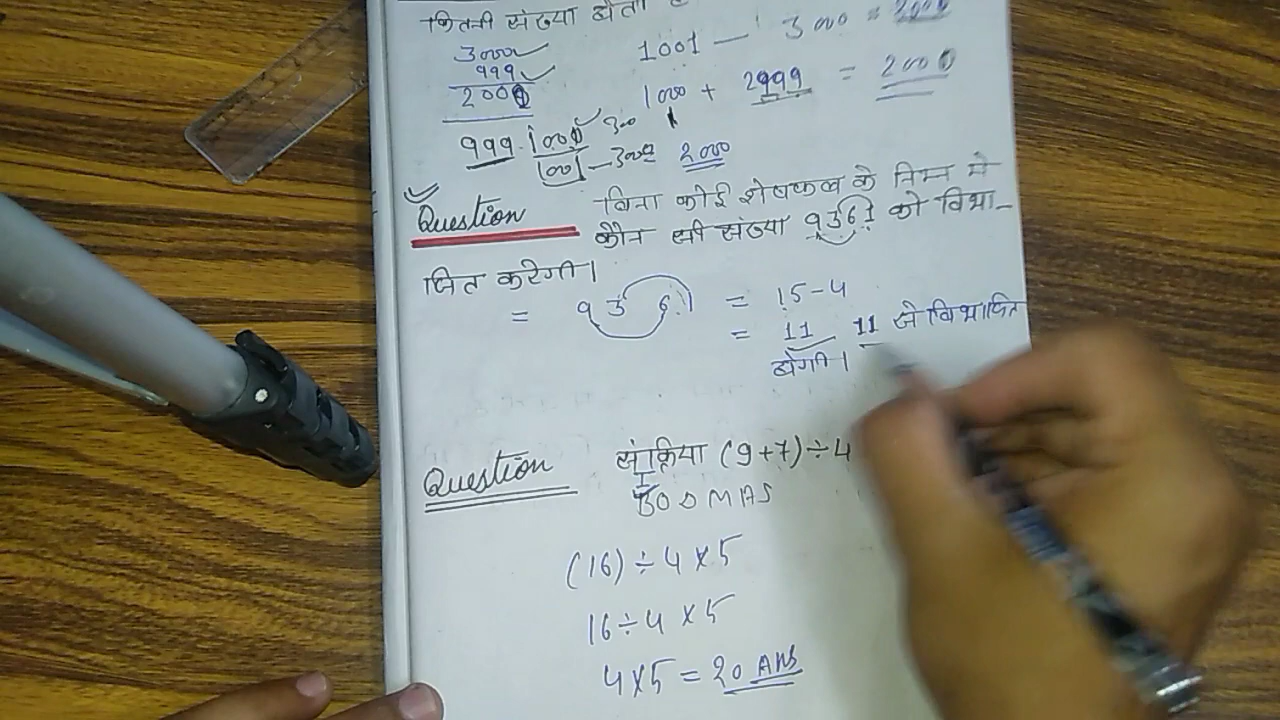 कितनी संख्या होती है
3000
999
2000
1001 — 3000 = 2000
1000 + 2999 = 2000
999 1000 300
1001 — 3000 2000
Question बिना कोई शेषफल के निम्न मे
कौन सी संख्या 9361 को विभा-
जित करेगी।
= 9361 = 15-4
= 11 11 से विभाजित
होगी।
Question संक्रिया (9+7)÷4
BODMAS
(16)÷4×5
16÷4×5
4×5 = 20 Ans